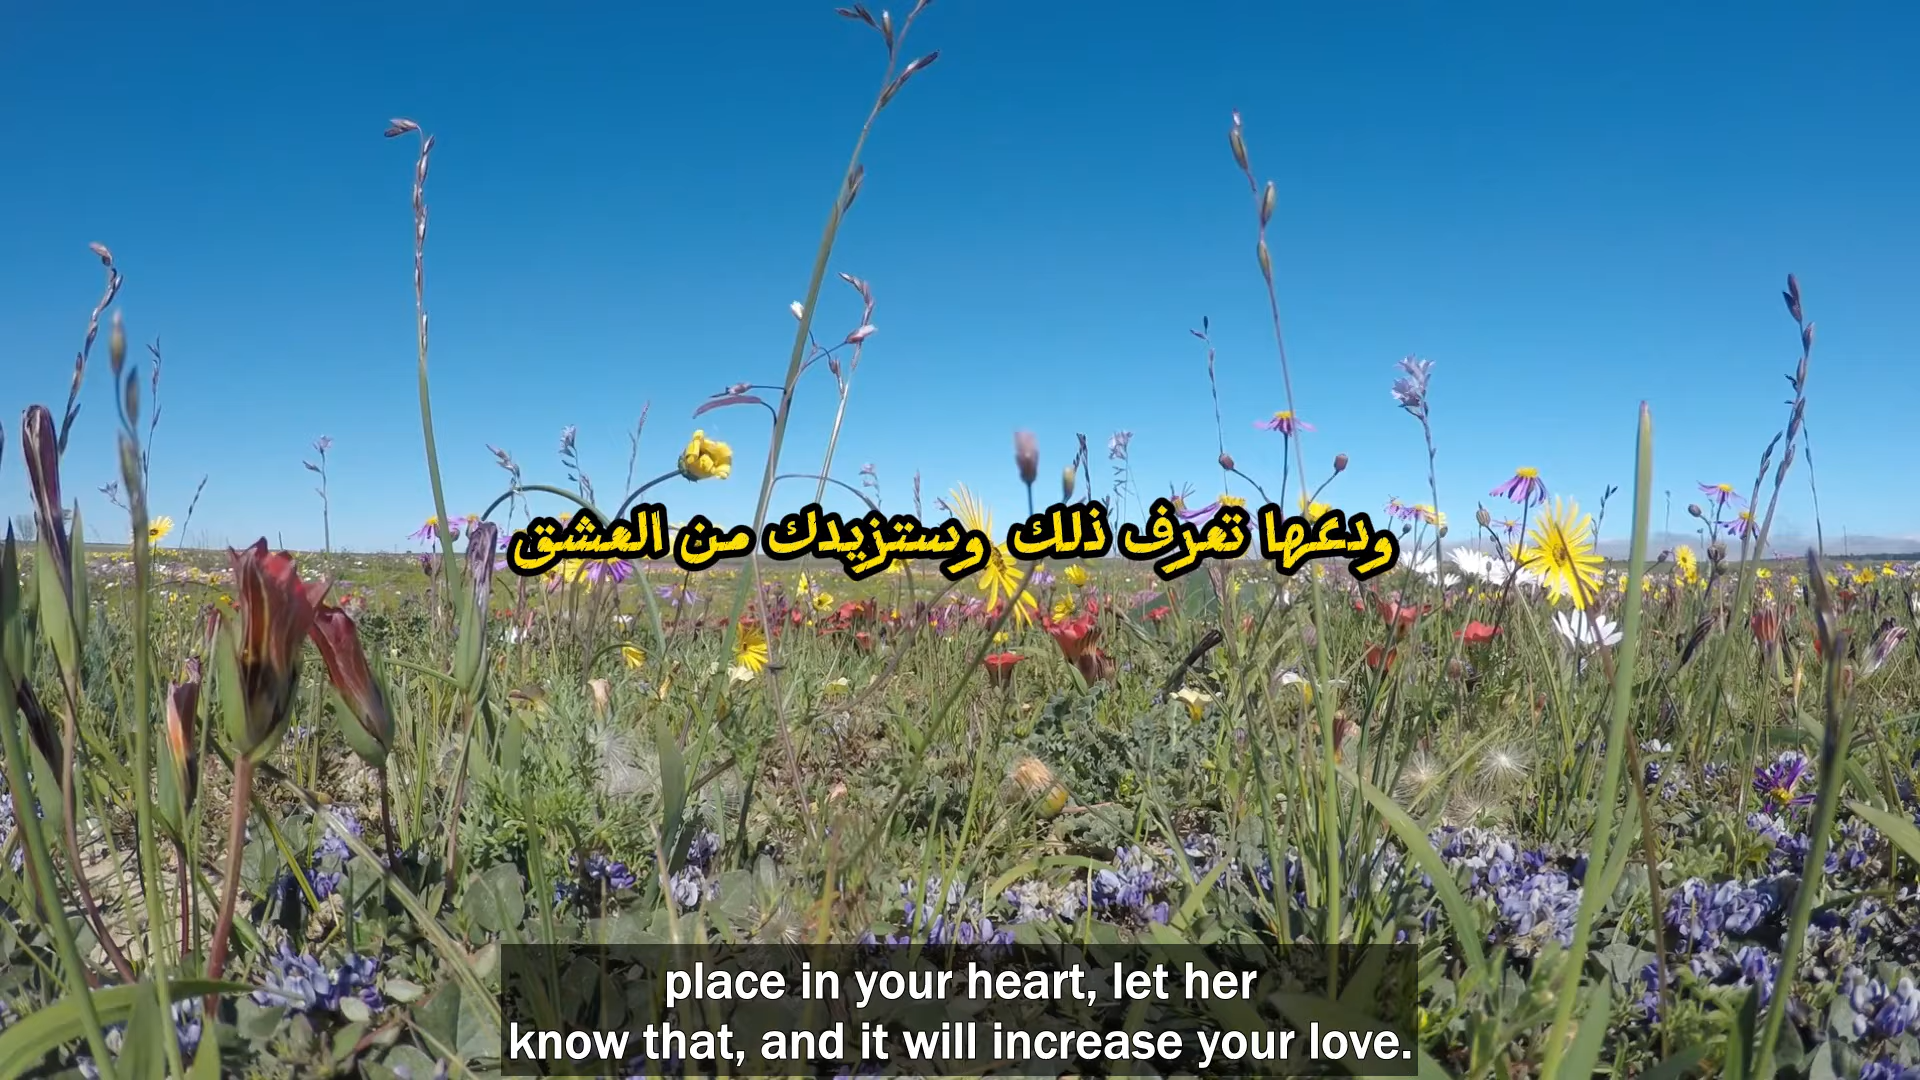 ودعها تعرف ذلك وستزيدك من العشق
place in your heart, let her
know that, and it will increase your love.